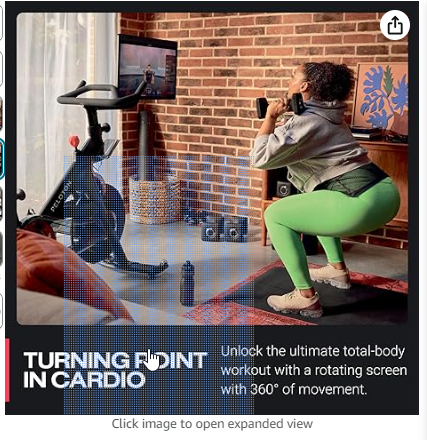 PELOTON
TURNING POINT
IN CARDIO
Unlock the ultimate total-body
workout with a rotating screen
with 360° of movement.
Click image to open expanded view